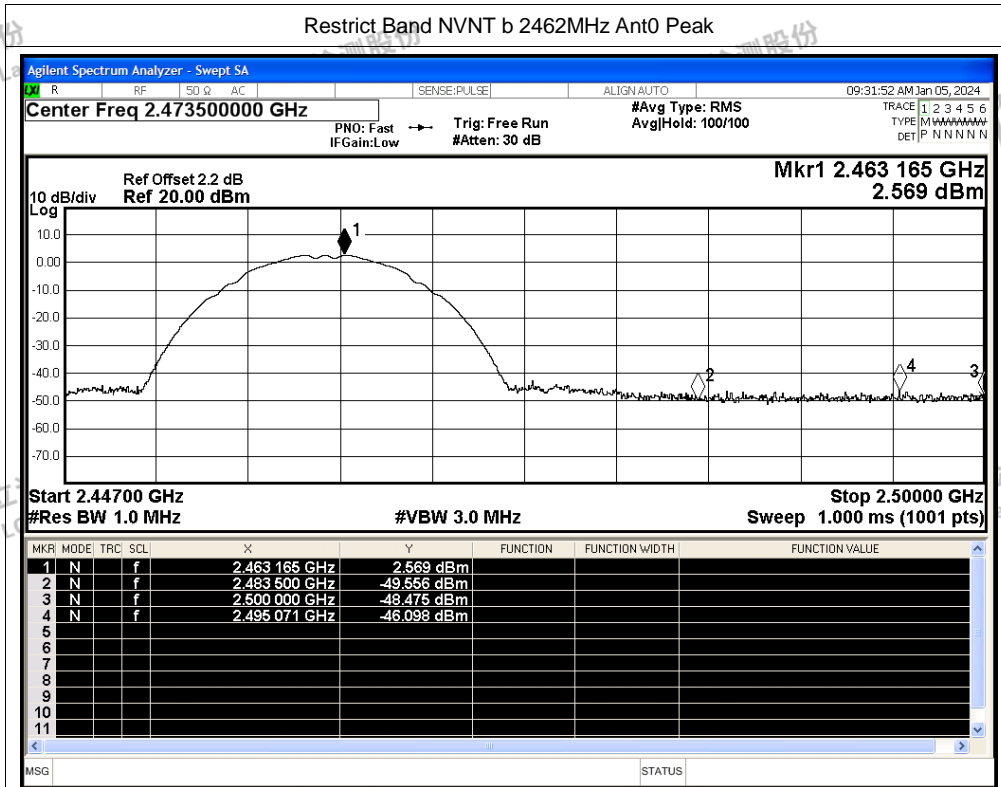 Restrict Band NVNT b 2462MHz Ant0 Peak
Agilent Spectrum Analyzer - Swept SA
LXI R RF 50 Ω AC SENSE:PULSE ALIGN AUTO 09:31:52 AM Jan 05, 2024
Center Freq 2.473500000 GHz
PNO: Fast
IFGain:Low
Trig: Free Run
#Atten: 30 dB
#Avg Type: RMS
Avg|Hold: 100/100
TRACE 1 2 3 4 5 6
TYPE M WWWWW
DET P N N N N N
Mkr1 2.463 165 GHz
2.569 dBm
Ref Offset 2.2 dB
10 dB/div Ref 20.00 dBm
Log
10.0
0.00
-10.0
-20.0
-30.0
-40.0
-50.0
-60.0
-70.0
1
2
4
3
Start 2.44700 GHz Stop 2.50000 GHz
#Res BW 1.0 MHz #VBW 3.0 MHz Sweep 1.000 ms (1001 pts)
MKR MODE TRC SCL X Y FUNCTION FUNCTION WIDTH FUNCTION VALUE
1 N f 2.463 165 GHz 2.569 dBm
2 N f 2.483 500 GHz -49.556 dBm
3 N f 2.500 000 GHz -48.475 dBm
4 N f 2.495 071 GHz -46.098 dBm
5
6
7
8
9
10
11
MSG STATUS